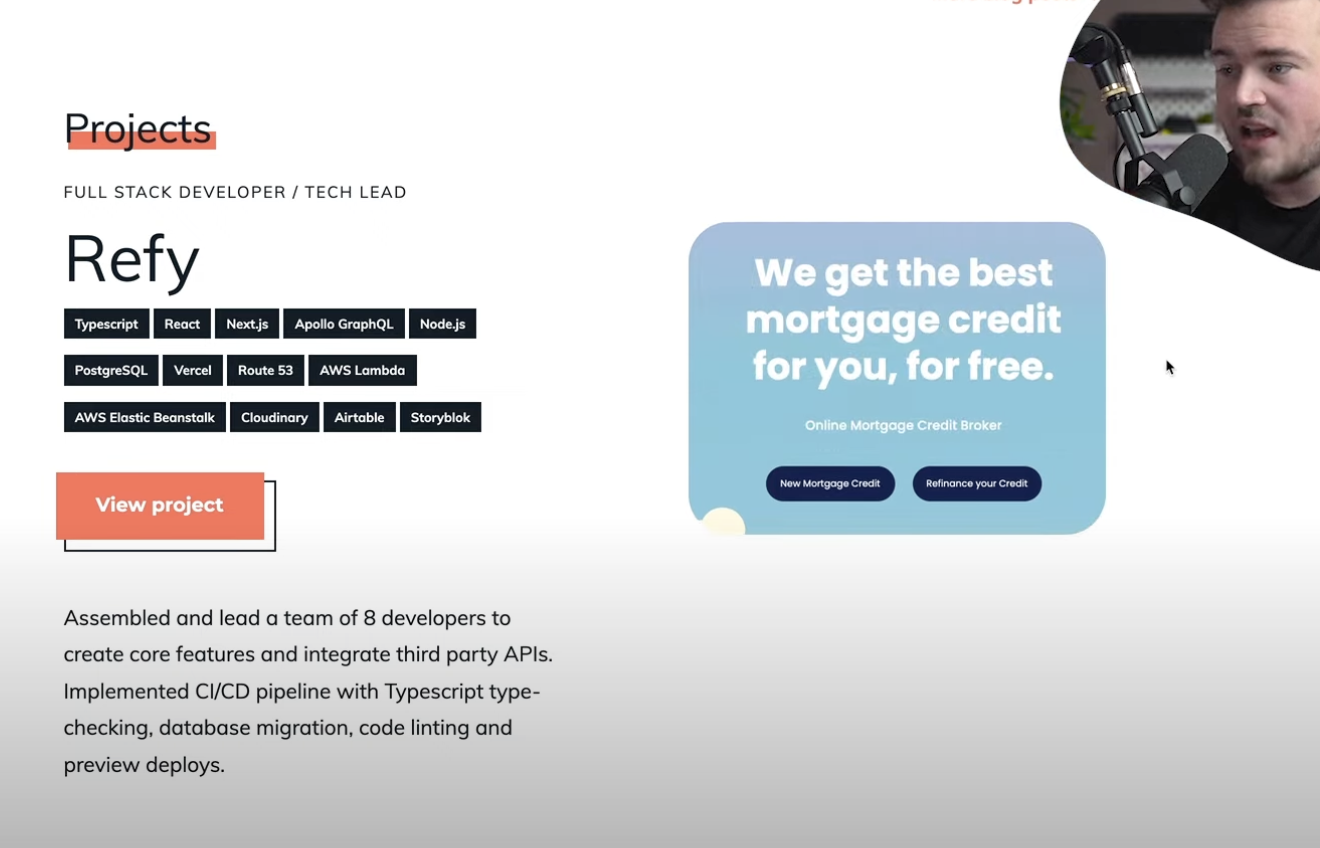 Projects
FULL STACK DEVELOPER / TECH LEAD
Refy
Typescript React Next.js Apollo GraphQL Node.js
PostgreSQL Vercel Route 53 AWS Lambda
AWS Elastic Beanstalk Cloudinary Airtable Storyblok
View project
Assembled and lead a team of 8 developers to
create core features and integrate third party APIs.
Implemented CI/CD pipeline with Typescript type-
checking, database migration, code linting and
preview deploys.
We get the best
mortgage credit
for you, for free.
Online Mortgage Credit Broker
New Mortgage Credit Refinance your Credit